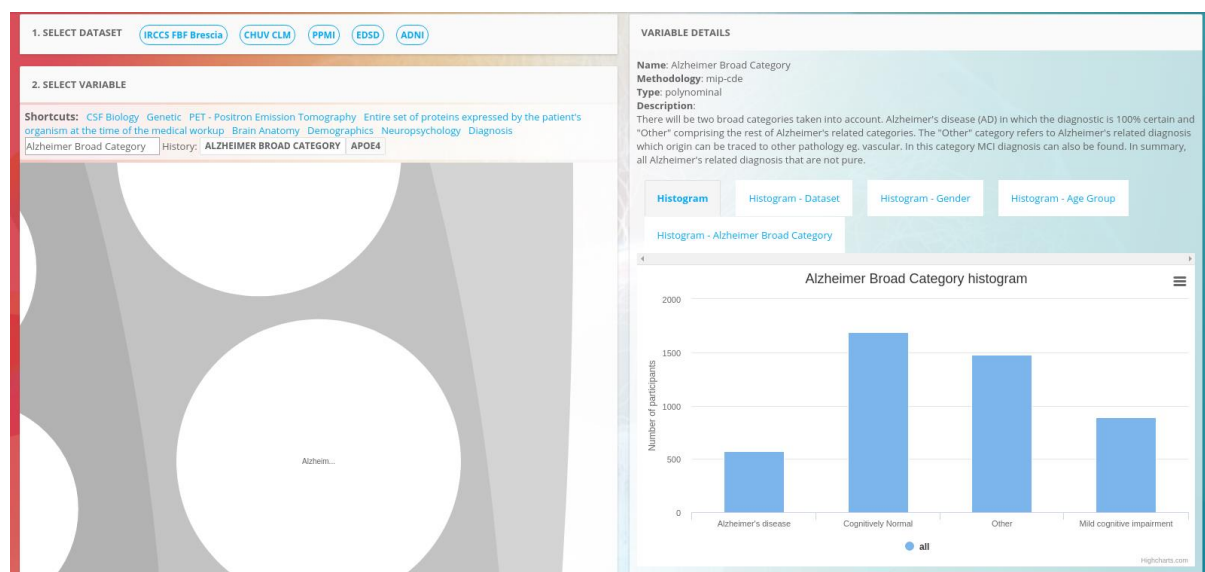 1. SELECT DATASET IRCCS FBF Brescia CHUV CLM PPMI EDSD ADNI
2. SELECT VARIABLE
Shortcuts: CSF Biology Genetic PET - Positron Emission Tomography Entire set of proteins expressed by the patient's
organism at the time of the medical workup Brain Anatomy Demographics Neuropsychology Diagnosis
Alzheimer Broad Category History: ALZHEIMER BROAD CATEGORY APOE4
Alzheim...
VARIABLE DETAILS
Name: Alzheimer Broad Category
Methodology: mip-cde
Type: polynominal
Description:
There will be two broad categories taken into account. Alzheimer's disease (AD) in which the diagnostic is 100% certain and
"Other" comprising the rest of Alzheimer's related categories. The "Other" category refers to Alzheimer's related diagnosis
which origin can be traced to other pathology eg. vascular. In this category MCI diagnosis can also be found. In summary,
all Alzheimer's related diagnosis that are not pure.
Histogram Histogram - Dataset Histogram - Gender Histogram - Age Group
Histogram - Alzheimer Broad Category
Alzheimer Broad Category histogram
Number of participants
2000
1500
1000
500
0
Alzheimer's disease Cognitively Normal Other Mild cognitive impairment
all
Highcharts.com